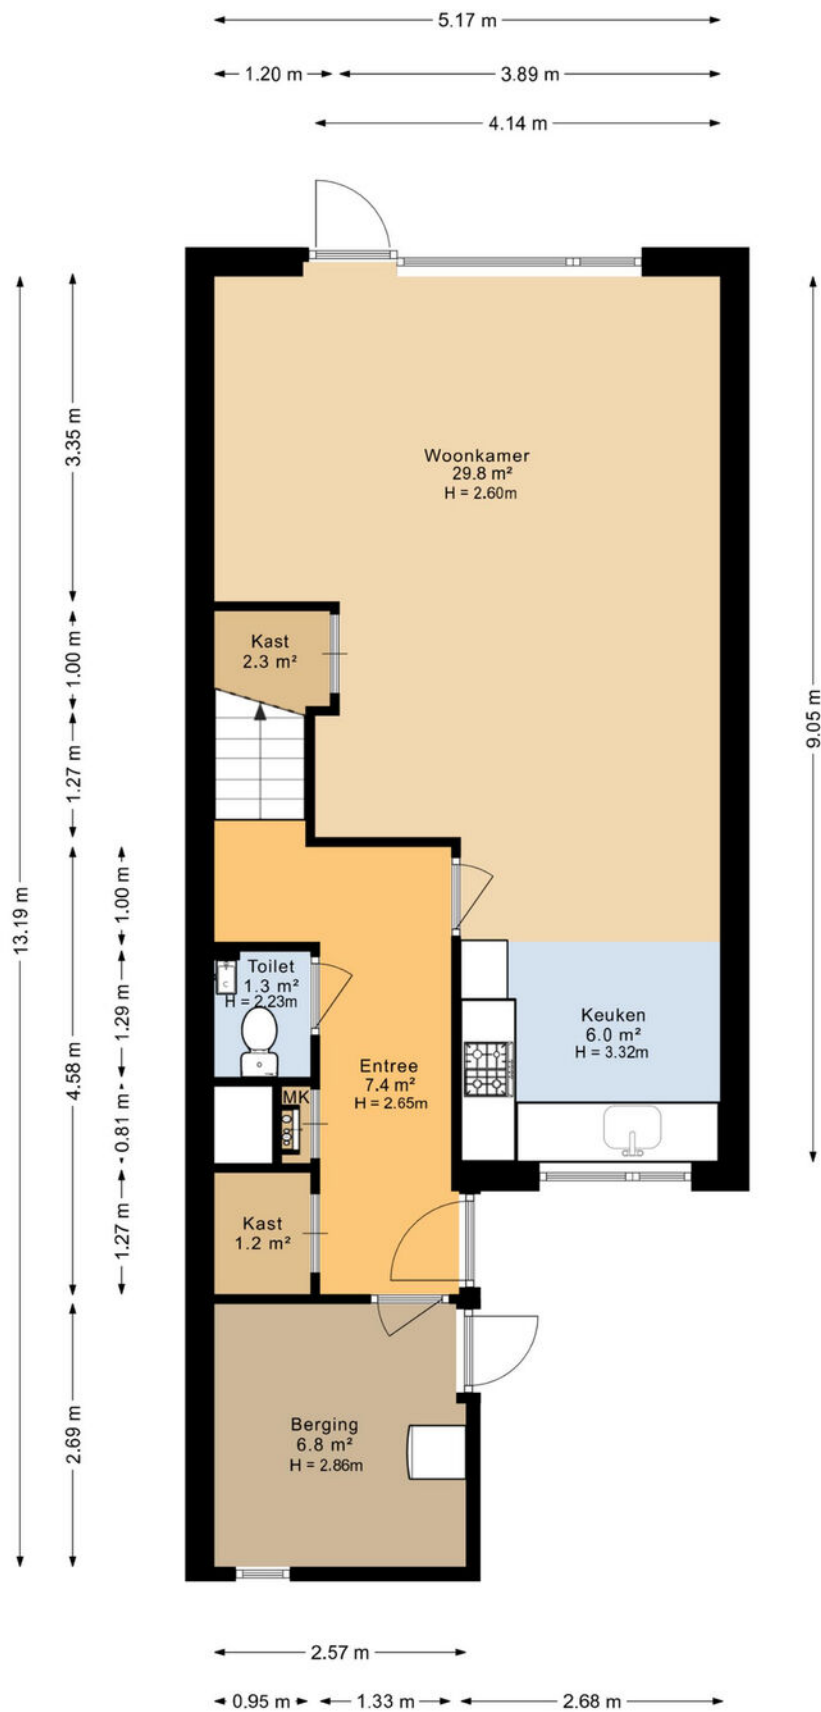 5.17 m
1.20 m
3.89 m
4.14 m
3.35 m
Woonkamer
29.8 m²
H = 2.60m
1.00 m
Kast
2.3 m²
9.05 m
1.27 m
13.19 m
1.00 m
4.58 m
1.29 m
Toilet
1.3 m²
H = 2.23m
Keuken
6.0 m²
H = 3.32m
Entree
7.4 m²
H = 2.65m
0.81 m
MK
1.27 m
Kast
1.2 m²
2.69 m
Berging
6.8 m²
H = 2.86m
2.57 m
0.95 m
1.33 m
2.68 m